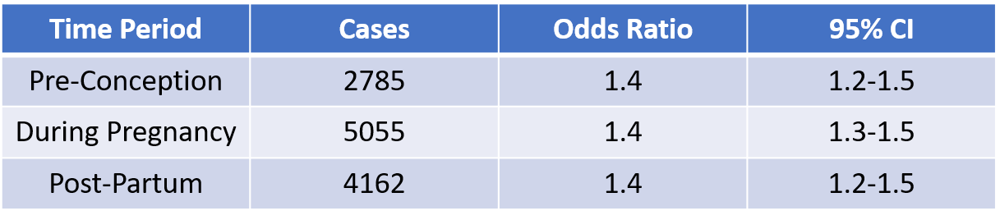 Time Period Cases Odds Ratio 95% CI
Pre-Conception 2785 1.4 1.2-1.5
During Pregnancy 5055 1.4 1.3-1.5
Post-Partum 4162 1.4 1.2-1.5